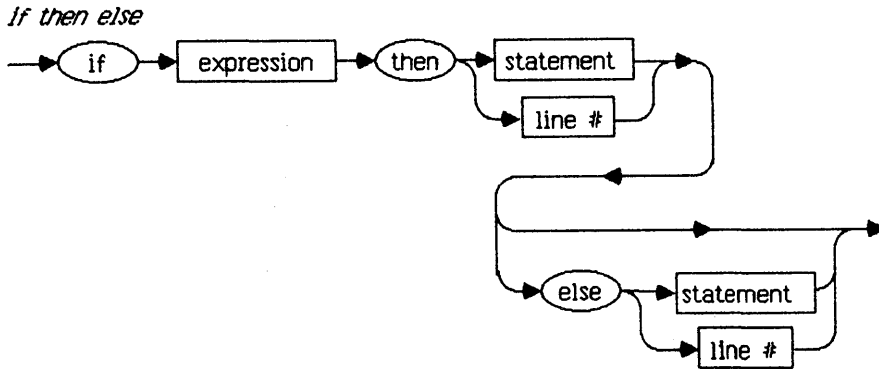 if then else
if expression then statement
line #
else statement
line #